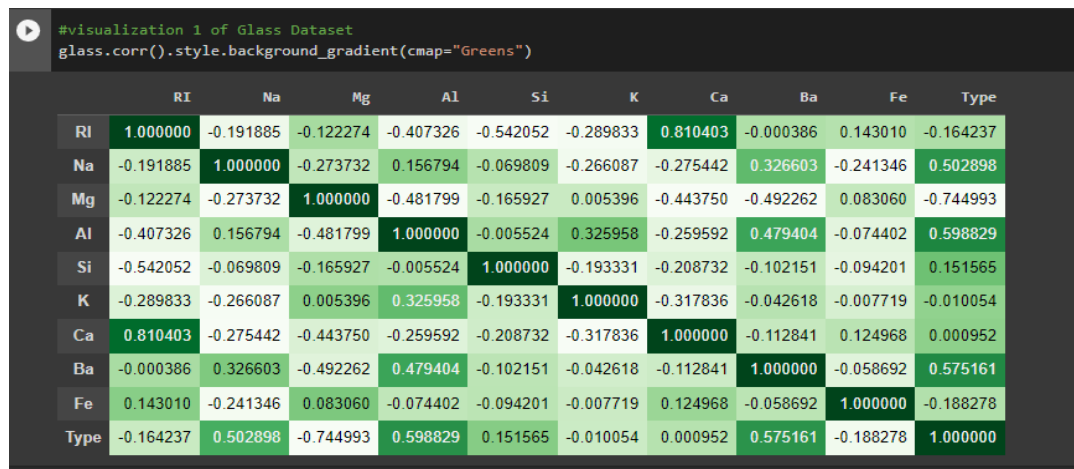 #visualization 1 of Glass Dataset
glass.corr().style.background_gradient(cmap="Greens")
RI Na Mg Al Si K Ca Ba Fe Type
RI 1.000000 -0.191885 -0.122274 -0.407326 -0.542052 -0.289833 0.810403 -0.000386 0.143010 -0.164237
Na -0.191885 1.000000 -0.273732 0.156794 -0.069809 -0.266087 -0.275442 0.326603 -0.241346 0.502898
Mg -0.122274 -0.273732 1.000000 -0.481799 -0.165927 0.005396 -0.443750 -0.492262 0.083060 -0.744993
Al -0.407326 0.156794 -0.481799 1.000000 -0.005524 0.325958 -0.259592 0.479404 -0.074402 0.598829
Si -0.542052 -0.069809 -0.165927 -0.005524 1.000000 -0.193331 -0.208732 -0.102151 -0.094201 0.151565
K -0.289833 -0.266087 0.005396 0.325958 -0.193331 1.000000 -0.317836 -0.042618 -0.007719 -0.010054
Ca 0.810403 -0.275442 -0.443750 -0.259592 -0.208732 -0.317836 1.000000 -0.112841 0.124968 0.000952
Ba -0.000386 0.326603 -0.492262 0.479404 -0.102151 -0.042618 -0.112841 1.000000 -0.058692 0.575161
Fe 0.143010 -0.241346 0.083060 -0.074402 -0.094201 -0.007719 0.124968 -0.058692 1.000000 -0.188278
Type -0.164237 0.502898 -0.744993 0.598829 0.151565 -0.010054 0.000952 0.575161 -0.188278 1.000000